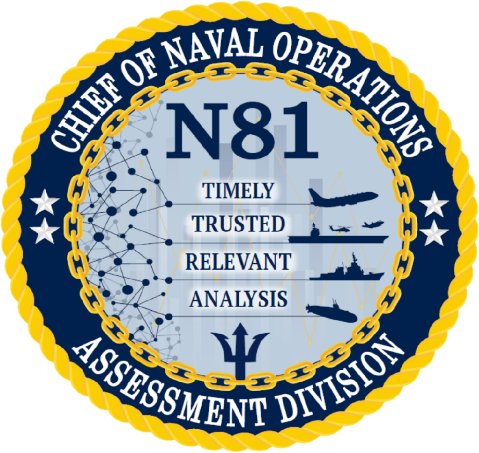 CHIEF OF NAVAL OPERATIONS
N81
TIMELY
TRUSTED
RELEVANT
ANALYSIS
ASSESSMENT DIVISION